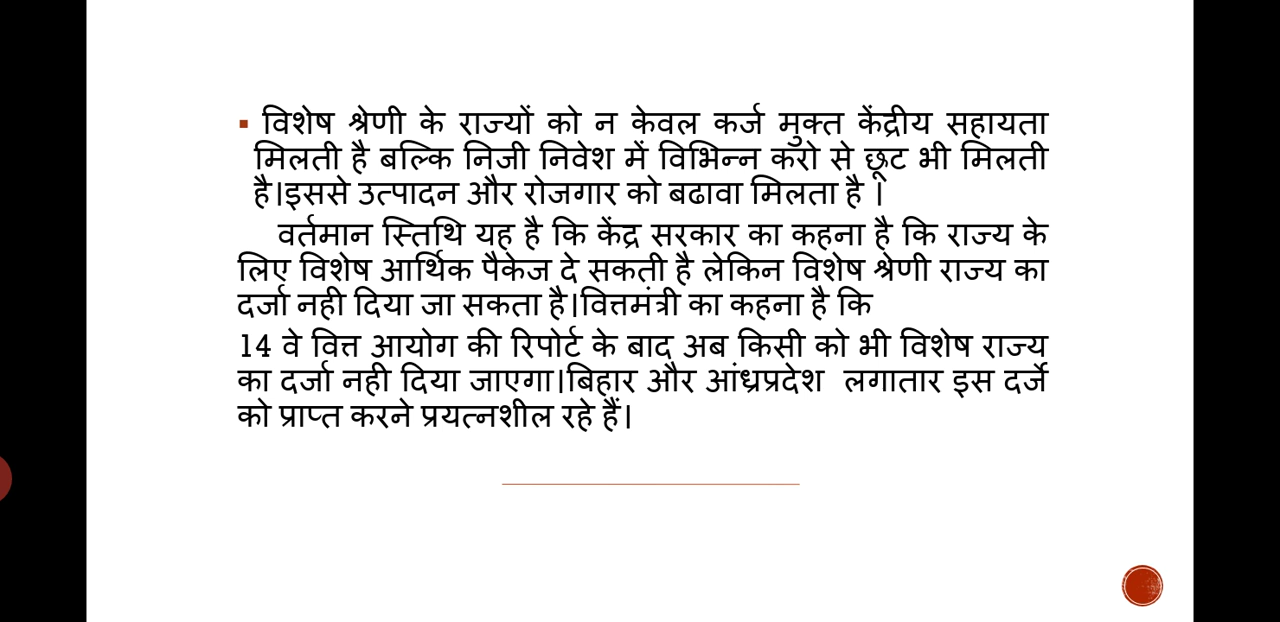 ▪ विशेष श्रेणी के राज्यों को न केवल कर्ज मुक्त केंद्रीय सहायता
मिलती है बल्कि निजी निवेश में विभिन्न करो से छूट भी मिलती
है।इससे उत्पादन और रोजगार को बढावा मिलता है ।
वर्तमान स्तिथि यह है कि केंद्र सरकार का कहना है कि राज्य के
लिए विशेष आर्थिक पैकेज दे सकती है लेकिन विशेष श्रेणी राज्य का
दर्जा नही दिया जा सकता है।वित्तमंत्री का कहना है कि
14 वे वित्त आयोग की रिपोर्ट के बाद अब किसी को भी विशेष राज्य
का दर्जा नही दिया जाएगा।बिहार और आंध्रप्रदेश लगातार इस दर्जे
को प्राप्त करने प्रयत्नशील रहे हैं।